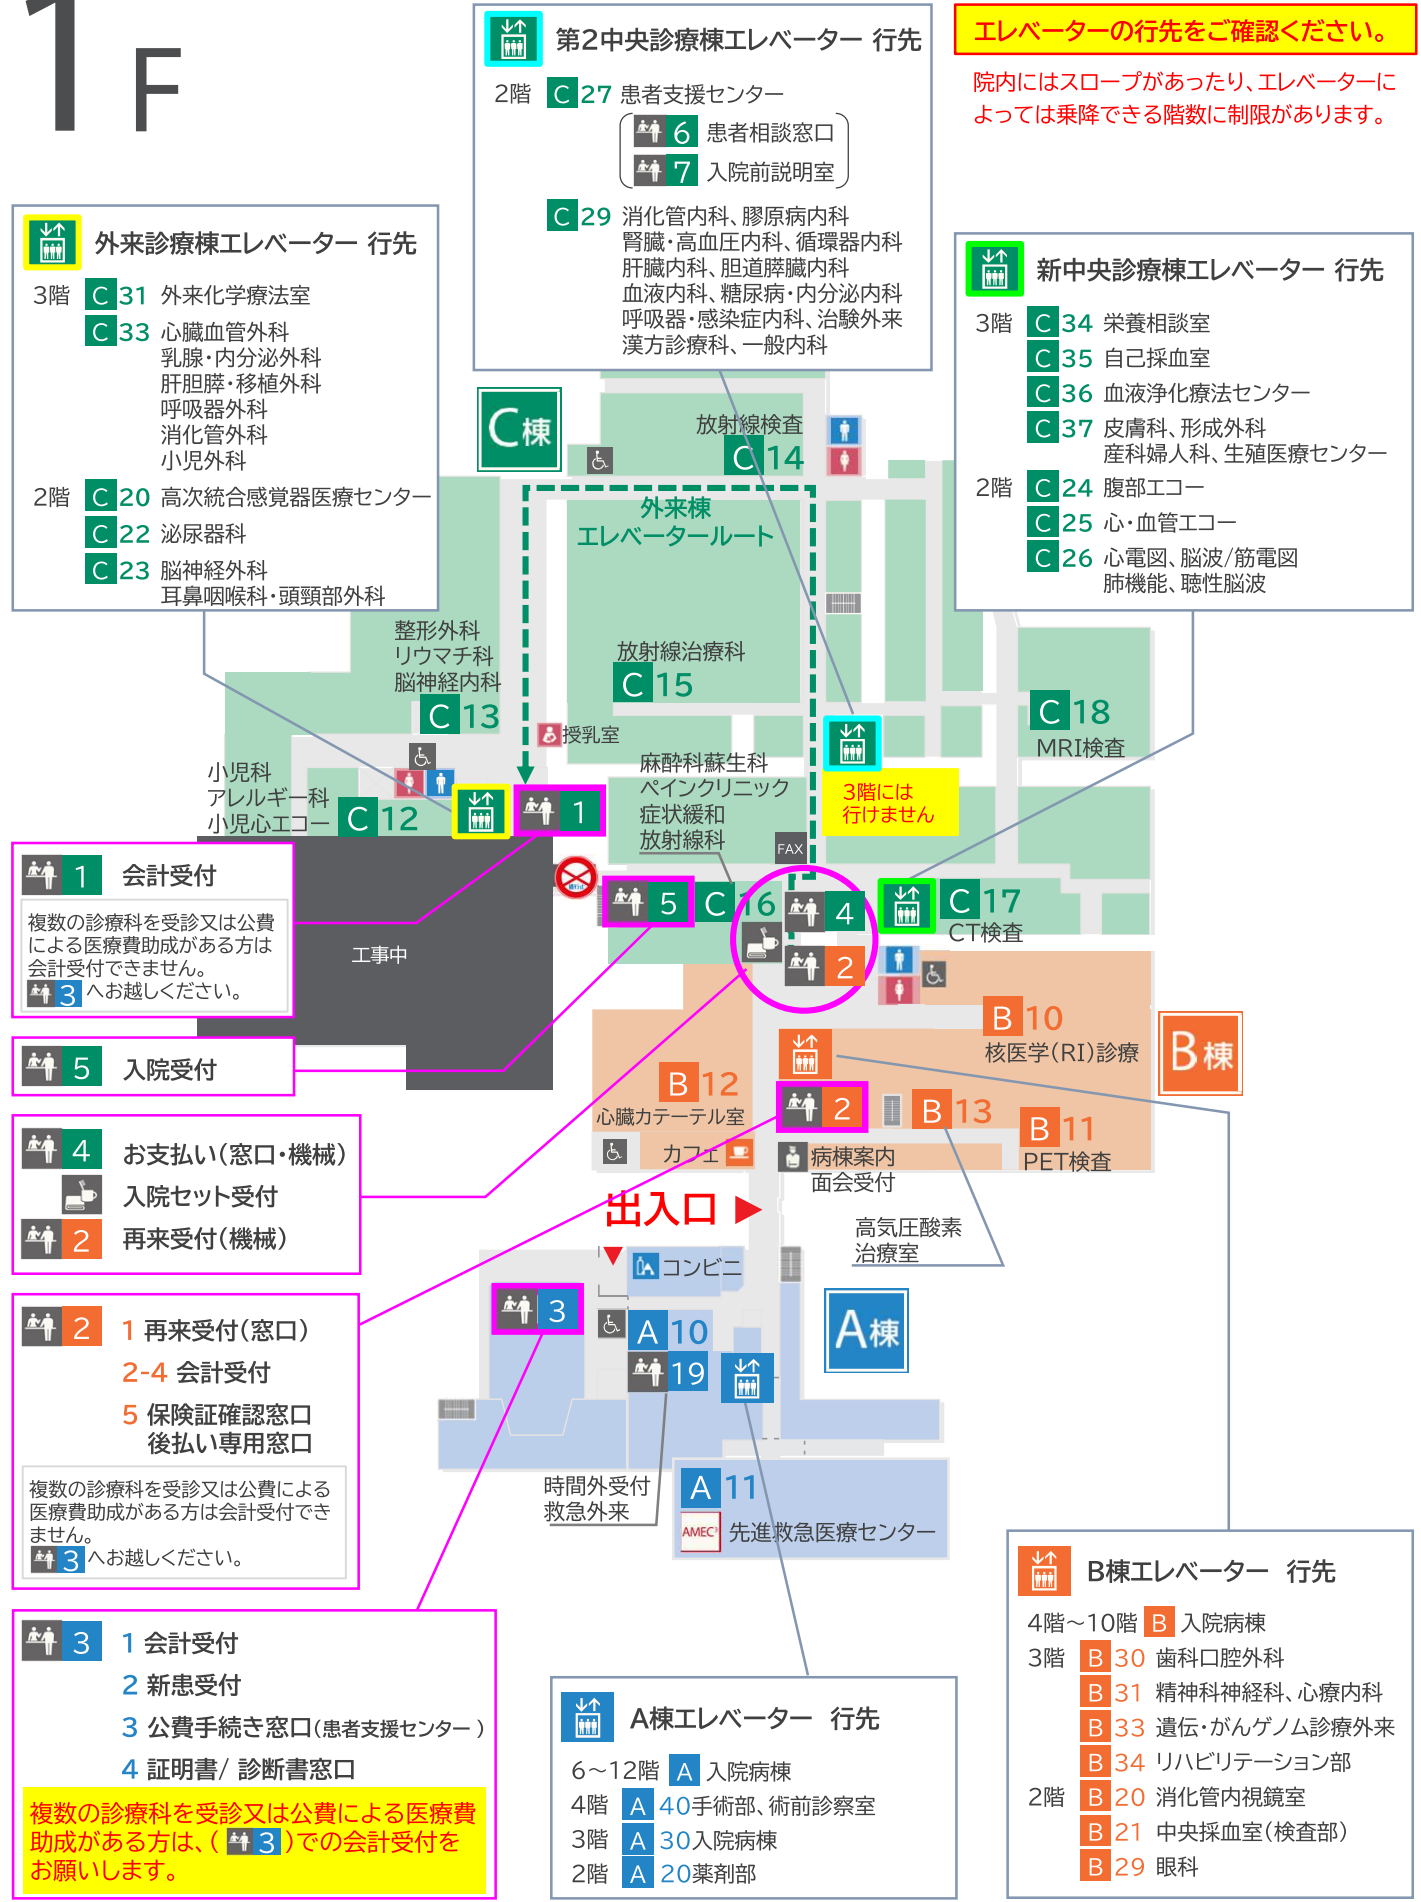 1F
第2中央診療棟エレベーター 行先
2階 C 27 患者支援センター
6 患者相談窓口
7 入院前説明室
C 29 消化管内科、膠原病内科
腎臓・高血圧内科、循環器内科
肝臓内科、胆道膵臓内科
血液内科、糖尿病・内分泌内科
呼吸器・感染症内科、治験外来
漢方診療科、一般内科
エレベーターの行先をご確認ください。
院内にはスロープがあったり、エレベーターに
よっては乗降できる階数に制限があります。
外来診療棟エレベーター 行先
3階 C 31 外来化学療法室
C 33 心臓血管外科
乳腺・内分泌外科
肝胆膵・移植外科
呼吸器外科
消化管外科
小児外科
2階 C 20 高次統合感覚器医療センター
C 22 泌尿器科
C 23 脳神経外科
耳鼻咽喉科・頭頸部外科
新中央診療棟エレベーター 行先
3階 C 34 栄養相談室
C 35 自己採血室
C 36 血液浄化療法センター
C 37 皮膚科、形成外科
産科婦人科、生殖医療センター
2階 C 24 腹部エコー
C 25 心・血管エコー
C 26 心電図、脳波/筋電図
肺機能、聴性脳波
C棟
放射線検査
C 14
外来棟
エレベータールート
整形外科
リウマチ科
脳神経内科
C 13
放射線治療科
C 15
授乳室
C 18
MRI検査
小児科
アレルギー科
小児心エコー
C 12
1
麻酔科蘇生科
ペインクリニック
症状緩和
放射線科
3階には
行けません
FAX
5
C 16
4
C 17
CT検査
2
工事中
1 会計受付
複数の診療科を受診又は公費
による医療費助成がある方は
会計受付できません。
3 へお越しください。
5 入院受付
4 お支払い(窓口・機械)
入院セット受付
2 再来受付(機械)
B 10
核医学(RI)診療
B棟
B 12
心臓カテーテル室
2
B 13
B 11
PET検査
カフェ
病棟案内
面会受付
出入口
高気圧酸素
治療室
コンビニ
3
A 10
19
A棟
時間外受付
救急外来
A 11
AMEC³
先進救急医療センター
2 1 再来受付(窓口)
2-4 会計受付
5 保険証確認窓口
後払い専用窓口
複数の診療科を受診又は公費による
医療費助成がある方は会計受付でき
ません。
3 へお越しください。
3 1 会計受付
2 新患受付
3 公費手続き窓口(患者支援センター )
4 証明書/ 診断書窓口
複数の診療科を受診又は公費による医療費
助成がある方は、( 3 )での会計受付を
お願いします。
A棟エレベーター 行先
6～12階 A 入院病棟
4階 A 40手術部、術前診察室
3階 A 30入院病棟
2階 A 20薬剤部
B棟エレベーター 行先
4階～10階 B 入院病棟
3階 B 30 歯科口腔外科
B 31 精神科神経科、心療内科
B 33 遺伝・がんゲノム診療外来
B 34 リハビリテーション部
2階 B 20 消化管内視鏡室
B 21 中央採血室(検査部)
B 29 眼科